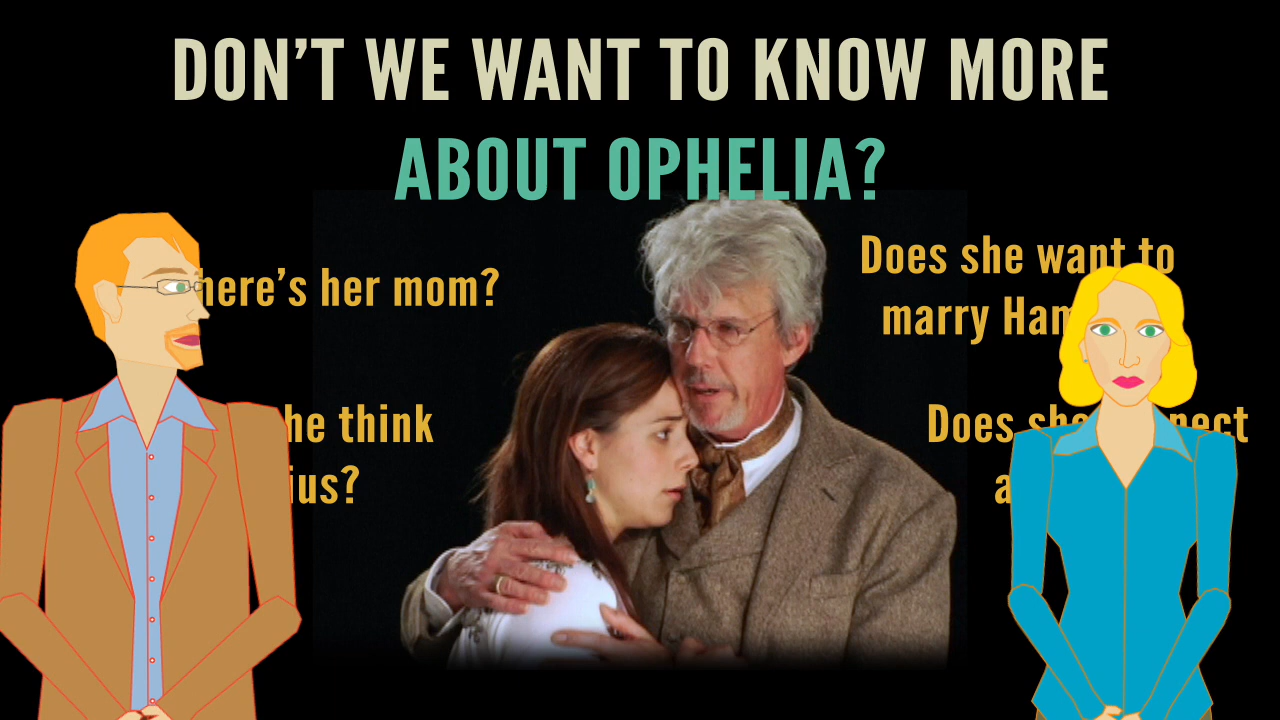 DON'T WE WANT TO KNOW MORE
ABOUT OPHELIA?
here's her mom?
Does she want to
marry Ham
he think
ius?
Does she